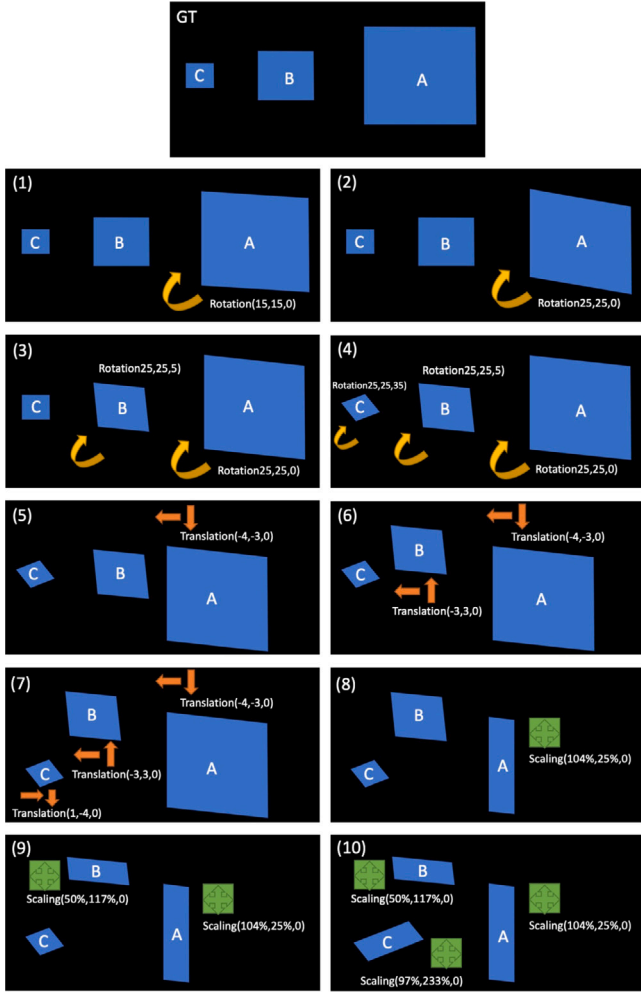 GT
C
B
A
(1)
C
B
A
Rotation(15,15,0)
(2)
C
B
A
Rotation25,25,0)
(3)
Rotation25,25,5)
C
B
A
Rotation25,25,0)
(4)
Rotation25,25,5)
Rotation25,25,35)
C
B
A
Rotation25,25,0)
(5)
Translation(-4,-3,0)
C
B
A
(6)
Translation(-4,-3,0)
B
C
A
Translation(-3,3,0)
(7)
Translation(-4,-3,0)
B
C
A
Translation(-3,3,0)
Translation(1,-4,0)
(8)
B
C
A
Scaling(104%,25%,0)
(9)
B
Scaling(50%,117%,0)
C
A
Scaling(104%,25%,0)
(10)
B
Scaling(50%,117%,0)
C
A
Scaling(104%,25%,0)
Scaling(97%,233%,0)